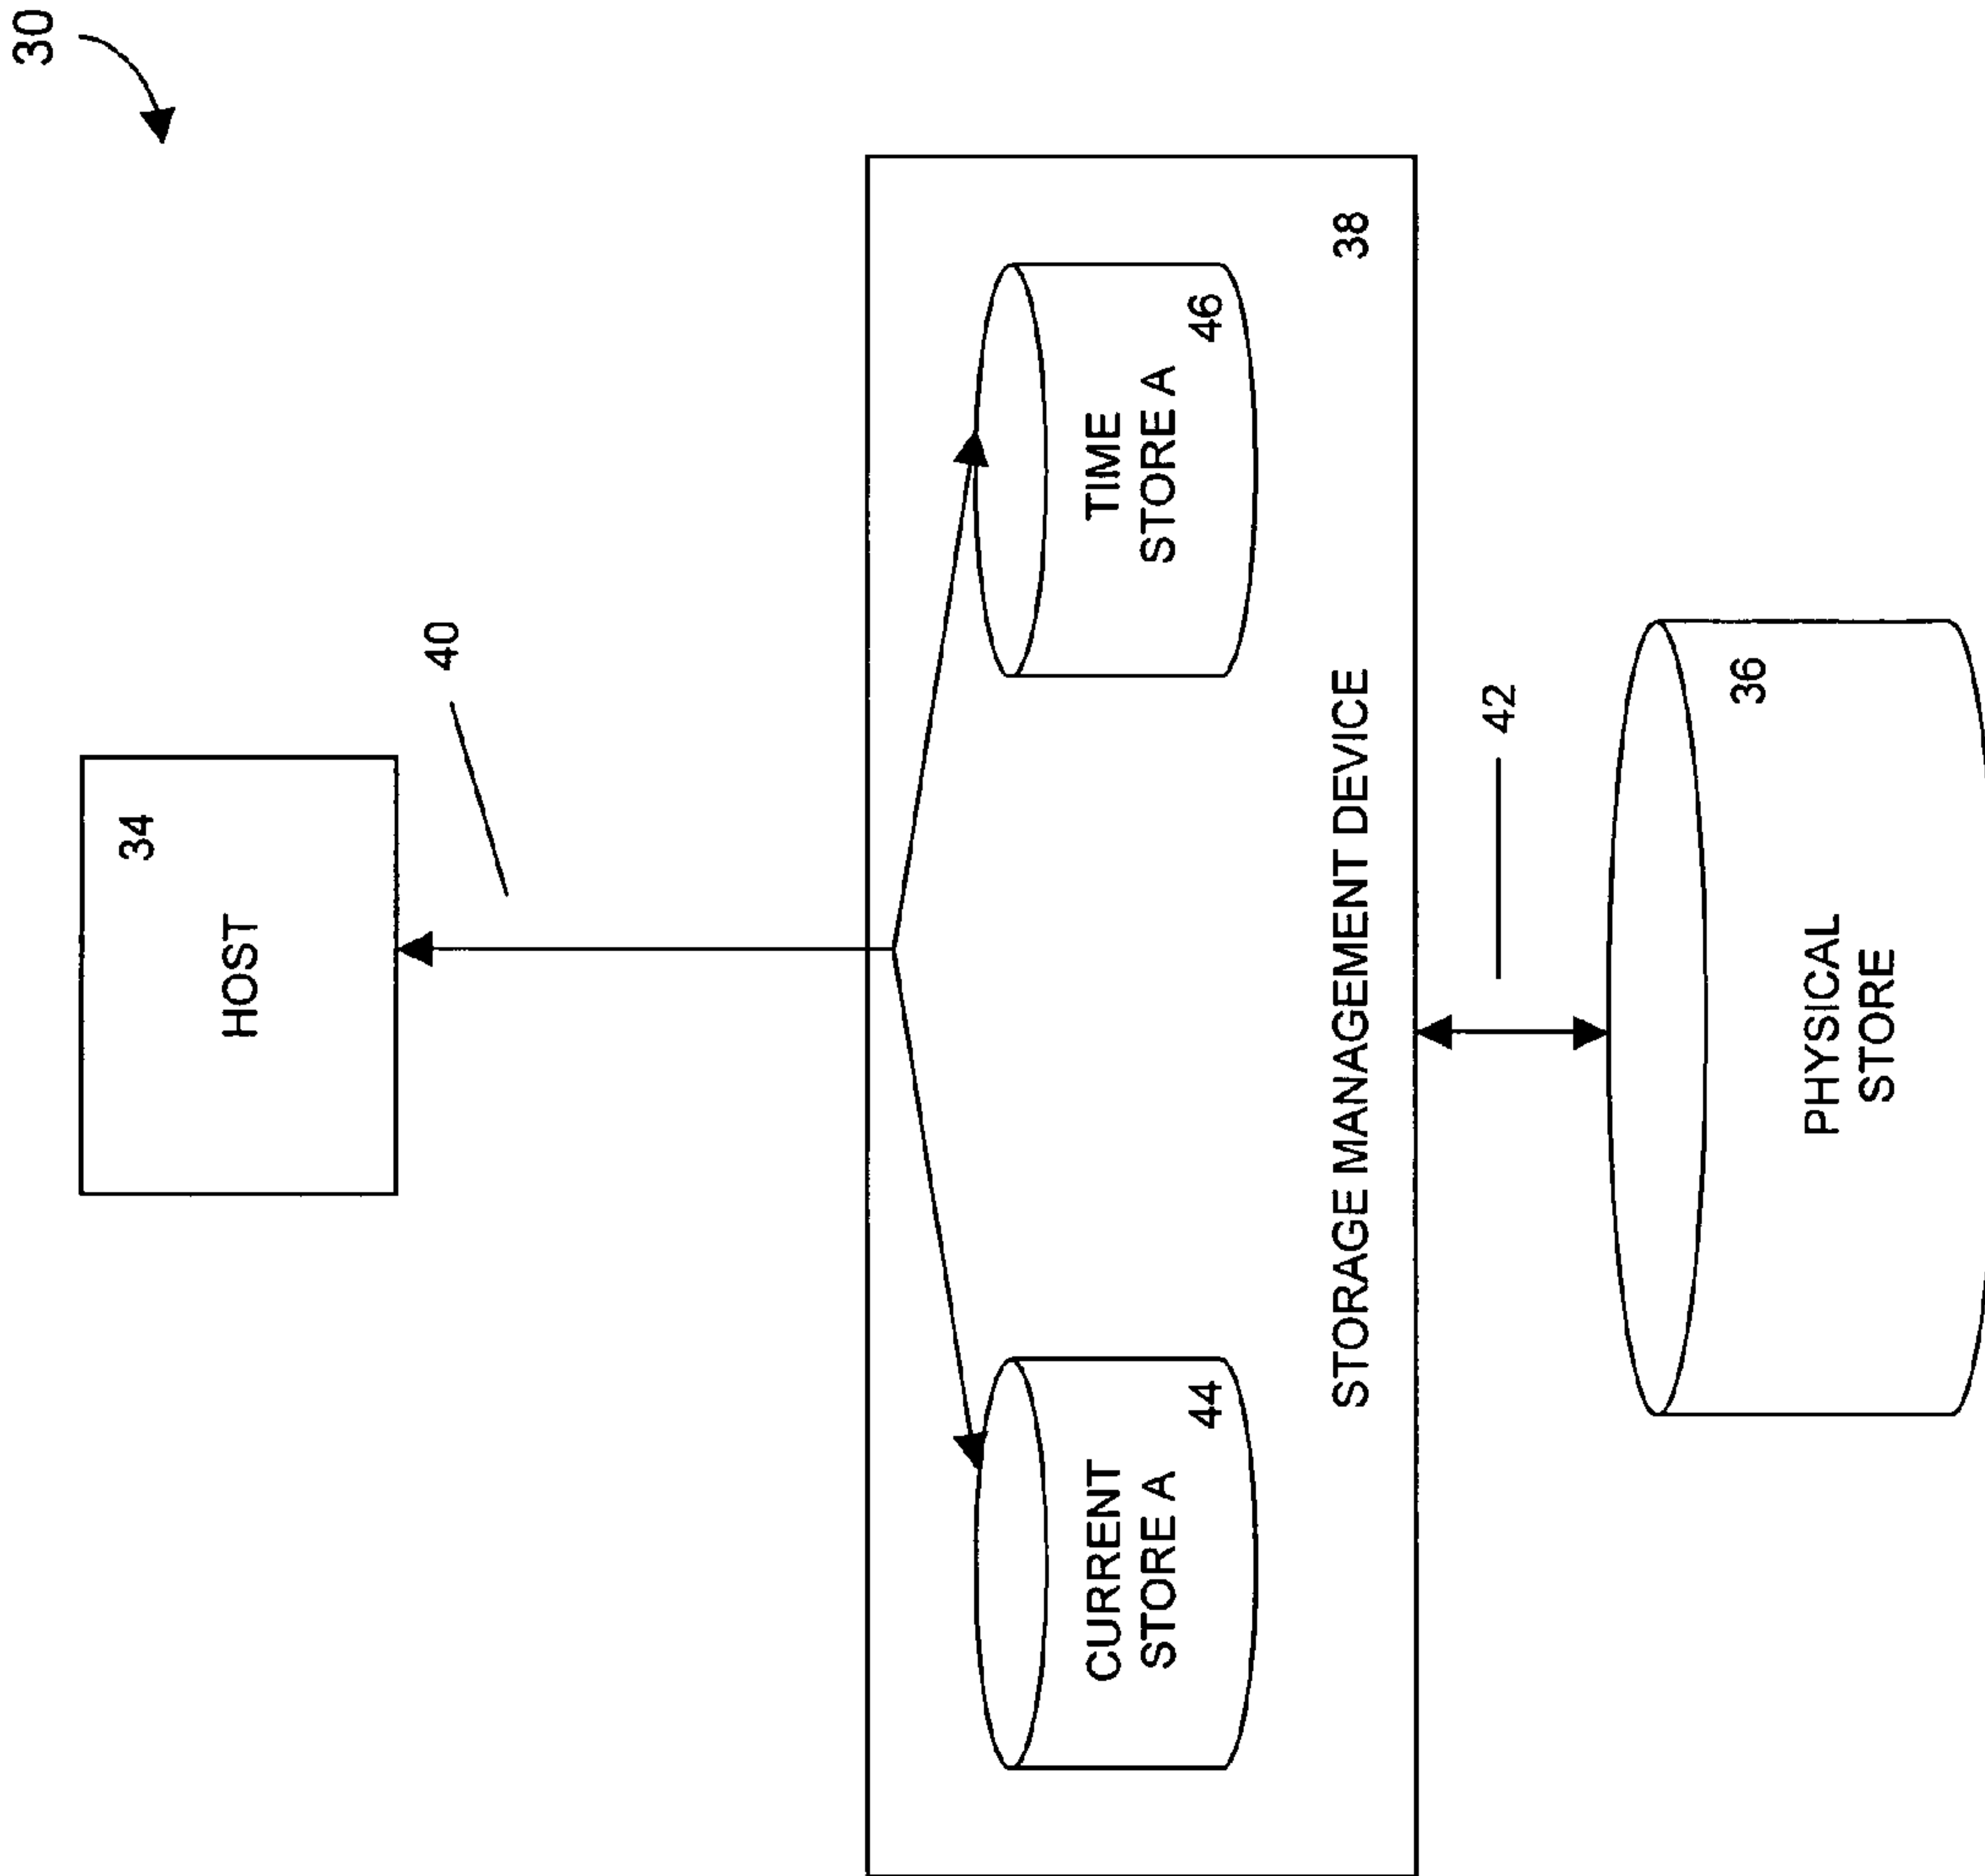 30
34
HOST
40
CURRENT
STORE A
44
TIME
STORE A
46
STORAGE MANAGEMENT DEVICE
38
42
36
PHYSICAL
STORE